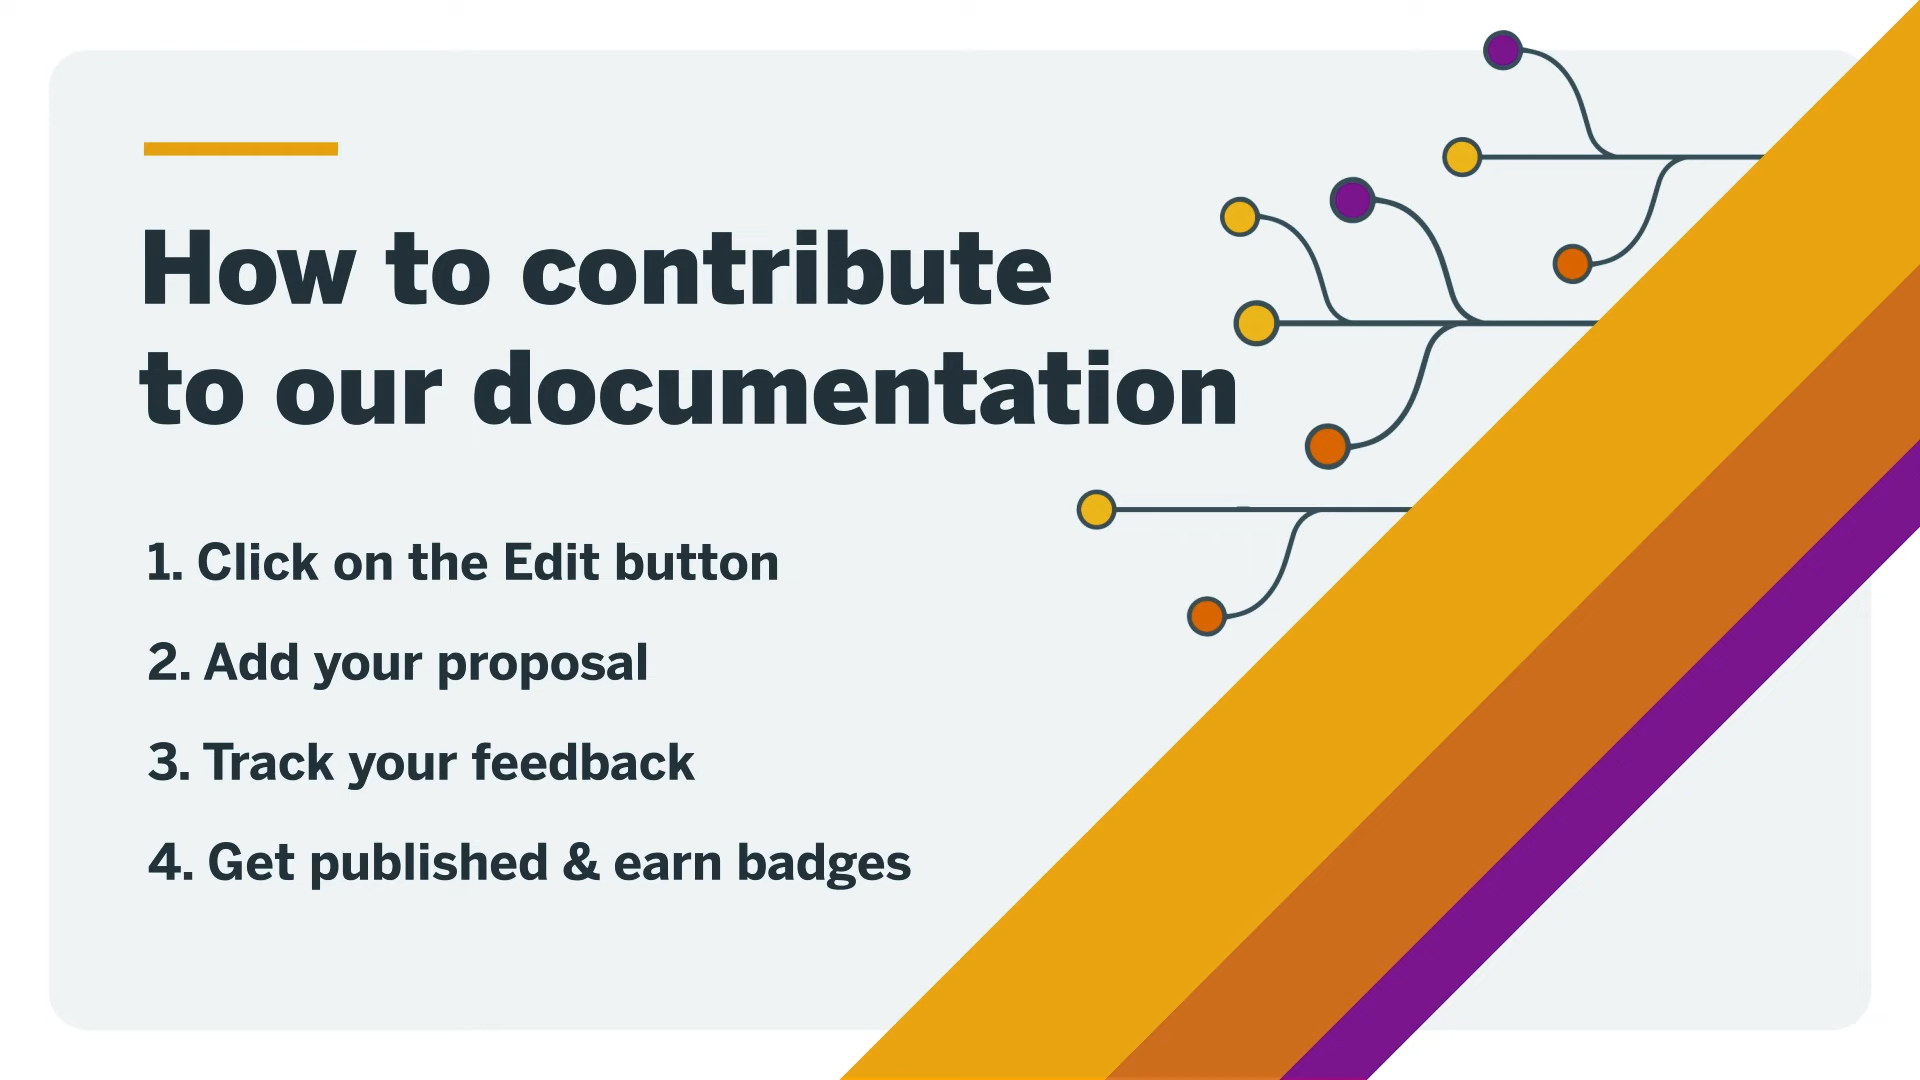 How to contribute
to our documentation
1. Click on the Edit button
2. Add your proposal
3. Track your feedback
4. Get published & earn badges